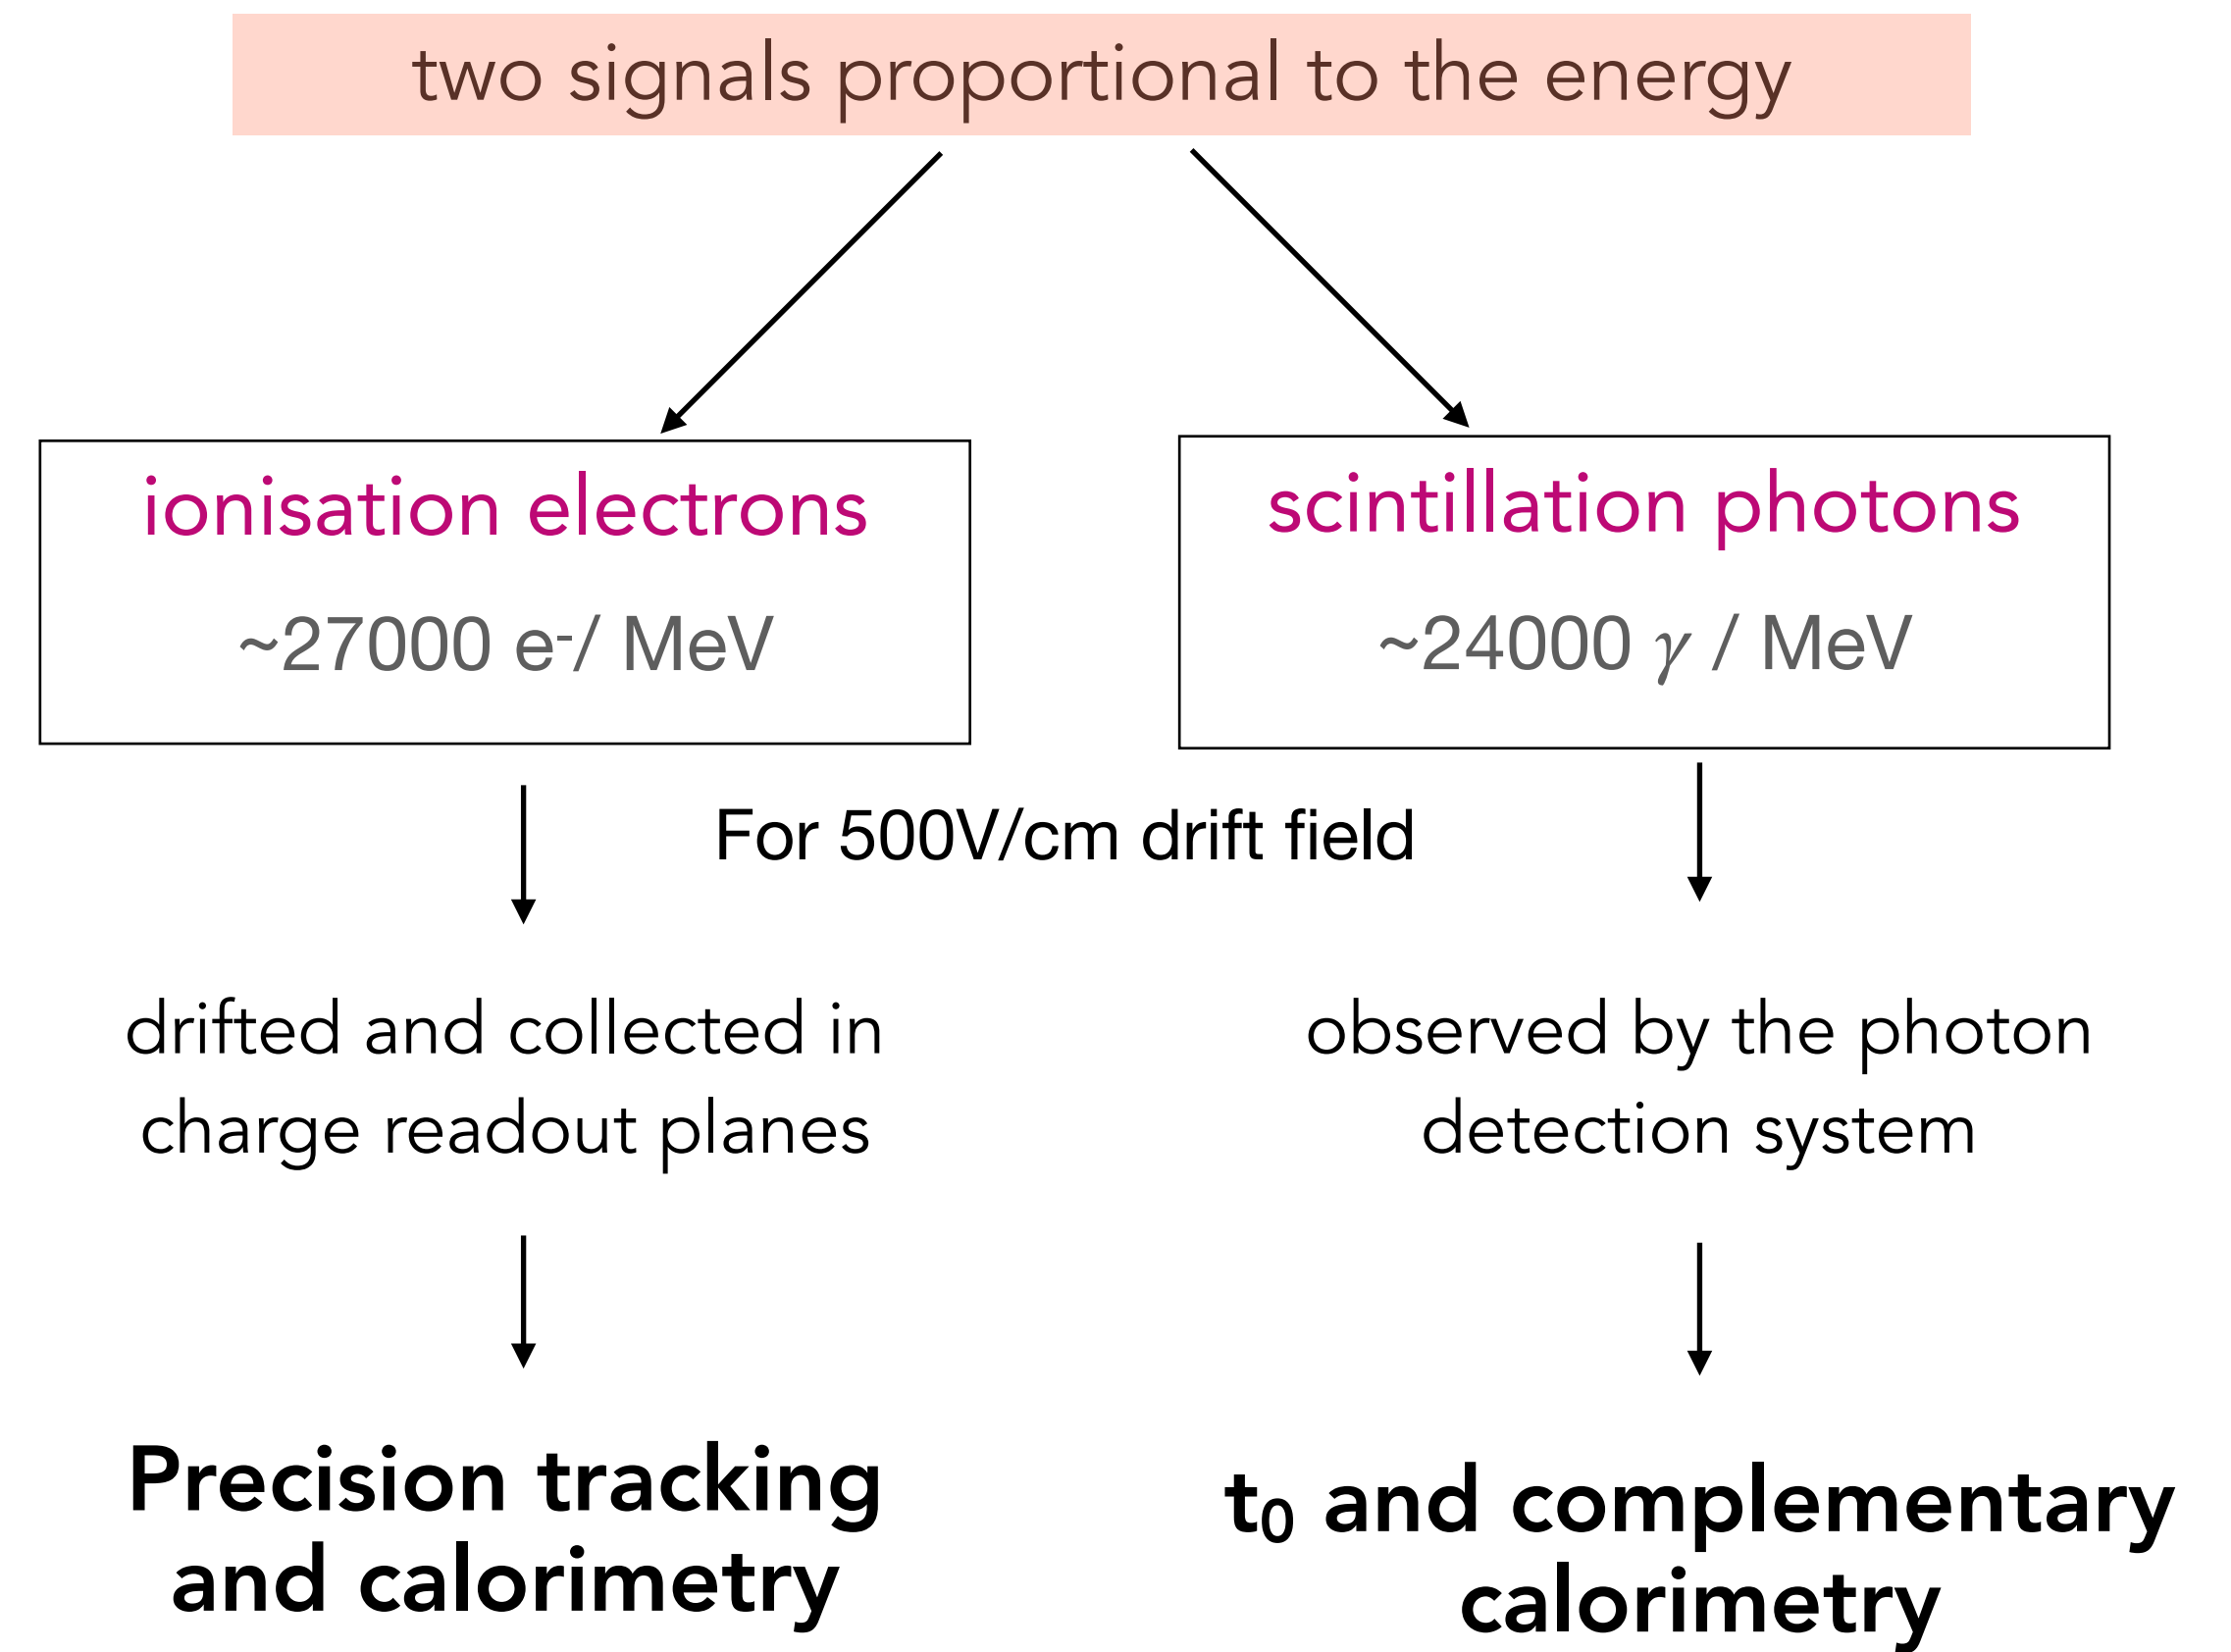 two signals proportional to the energy
ionisation electrons
~27000 e-/ MeV
scintillation photons
~24000 γ / MeV
For 500V/cm drift field
drifted and collected in
charge readout planes
observed by the photon
detection system
Precision tracking
and calorimetry
t0 and complementary
calorimetry